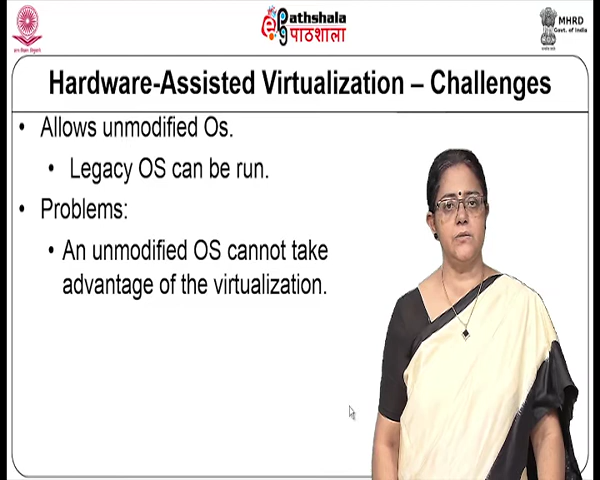 ePathshala
पाठशाला
MHRD
Govt. of India
Hardware-Assisted Virtualization – Challenges
• Allows unmodified Os.
• Legacy OS can be run.
• Problems:
• An unmodified OS cannot take
advantage of the virtualization.